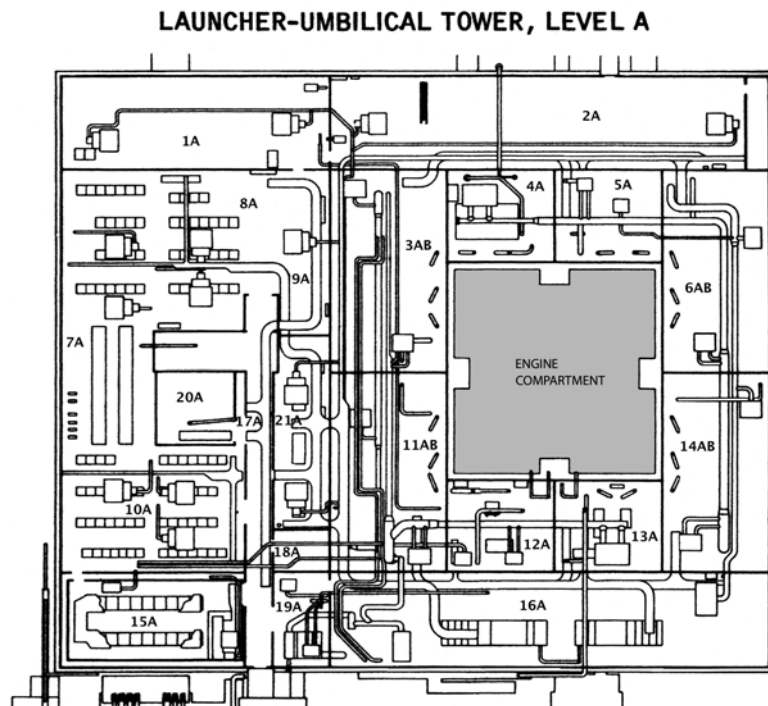 LAUNCHER-UMBILICAL TOWER, LEVEL A
1A
2A
4A
5A
8A
3AB
9A
6AB
7A
ENGINE
COMPARTMENT
20A
17A
21A
11AB
14AB
10A
13A
12A
18A
19A
16A
15A